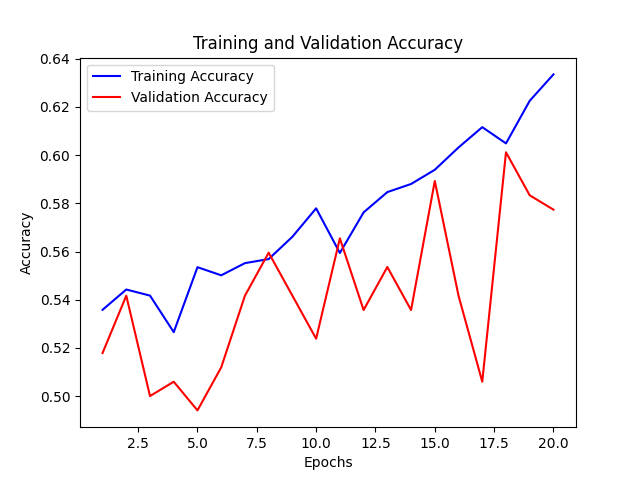 Training and Validation Accuracy
Training Accuracy
Validation Accuracy
Accuracy
0.64
0.62
0.60
0.58
0.56
0.54
0.52
0.50
2.5 5.0 7.5 10.0 12.5 15.0 17.5 20.0
Epochs